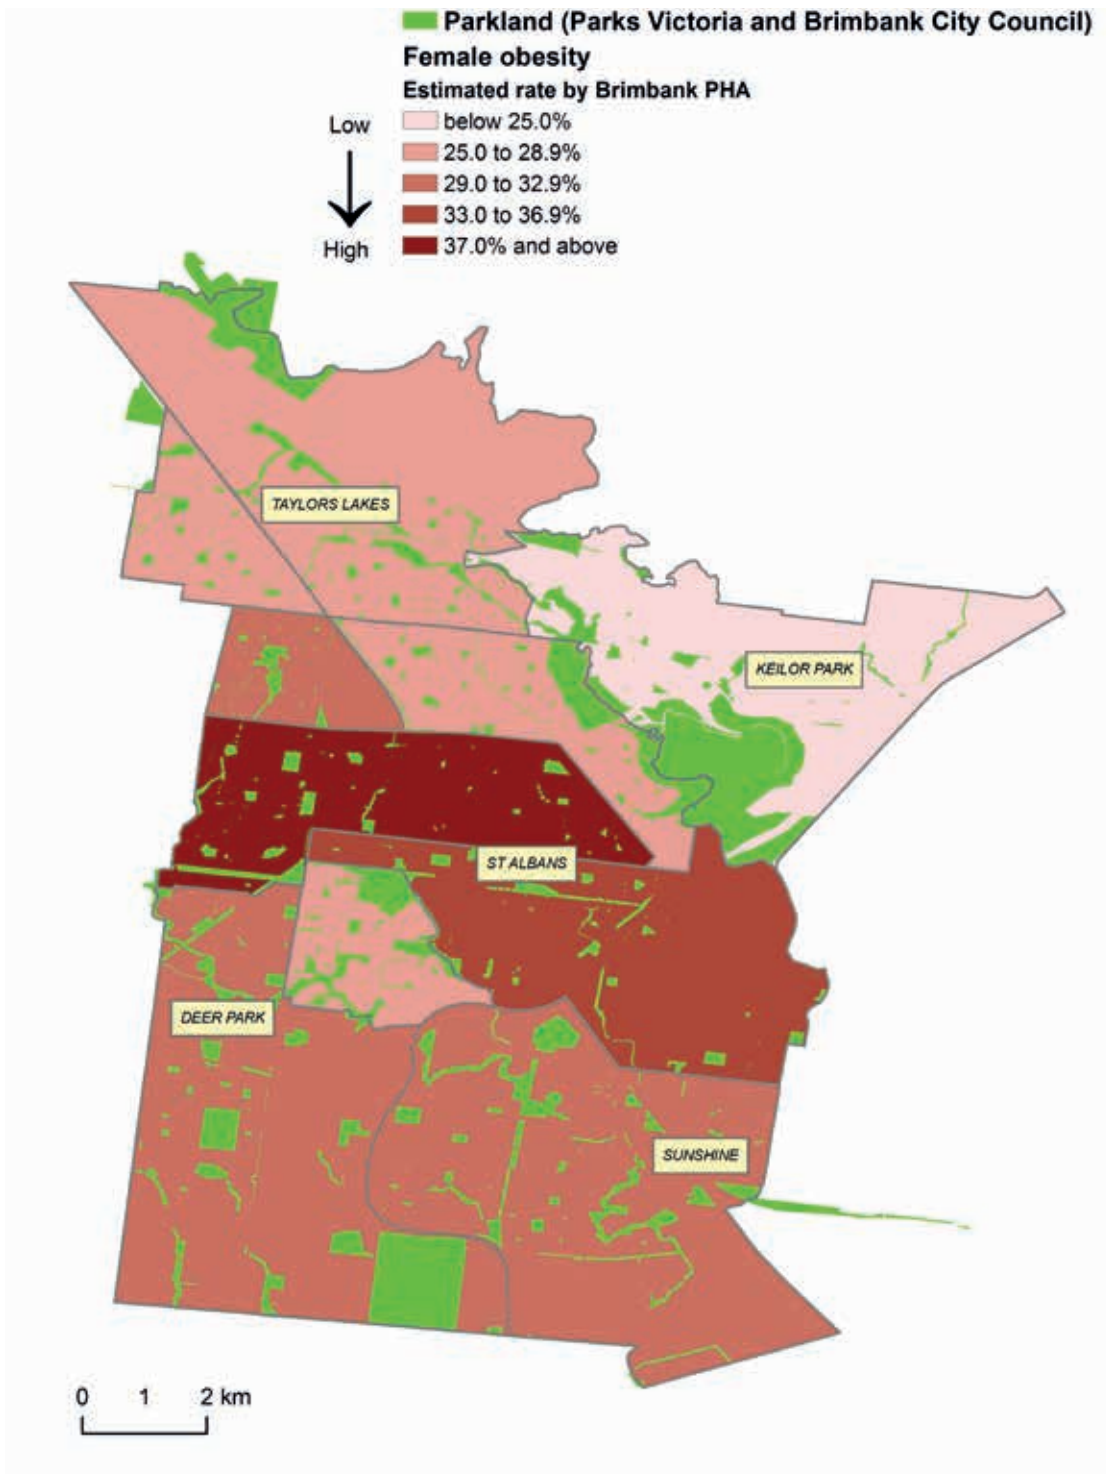 Parkland (Parks Victoria and Brimbank City Council)
Female obesity
Estimated rate by Brimbank PHA
Low
below 25.0%
25.0 to 28.9%
29.0 to 32.9%
33.0 to 36.9%
High
37.0% and above
TAYLORS LAKES
KEILOR PARK
ST ALBANS
DEER PARK
SUNSHINE
0 1 2 km